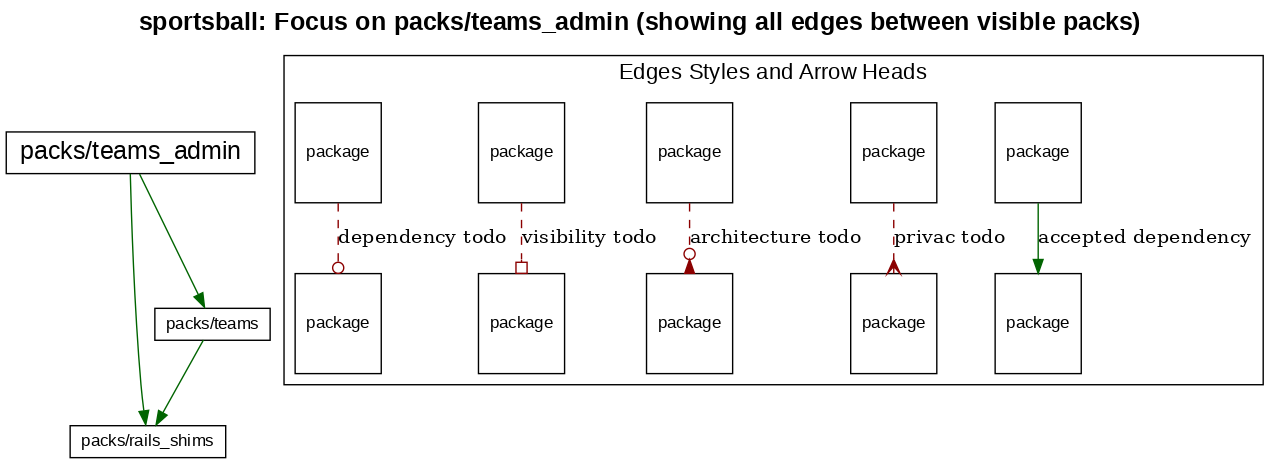 sportsball: Focus on packs/teams_admin (showing all edges between visible packs)
packs/teams_admin
packs/teams
packs/rails_shims
Edges Styles and Arrow Heads
package
package
package
package
package
dependency todo
visibility todo
architecture todo
privac todo
accepted dependency
package
package
package
package
package